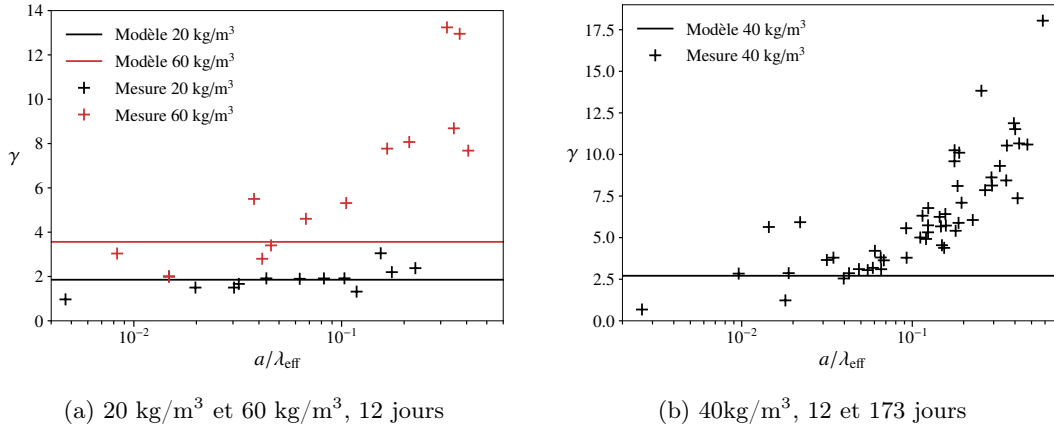 14
12
10
8
6
4
2
0
γ
10⁻²
10⁻¹
a/λeff
Modèle 20 kg/m³
Modèle 60 kg/m³
Mesure 20 kg/m³
Mesure 60 kg/m³
(a) 20 kg/m³ et 60 kg/m³, 12 jours
17.5
15.0
12.5
10.0
7.5
5.0
2.5
0.0
γ
10⁻²
10⁻¹
a/λeff
Modèle 40 kg/m³
Mesure 40 kg/m³
(b) 40kg/m³, 12 et 173 jours